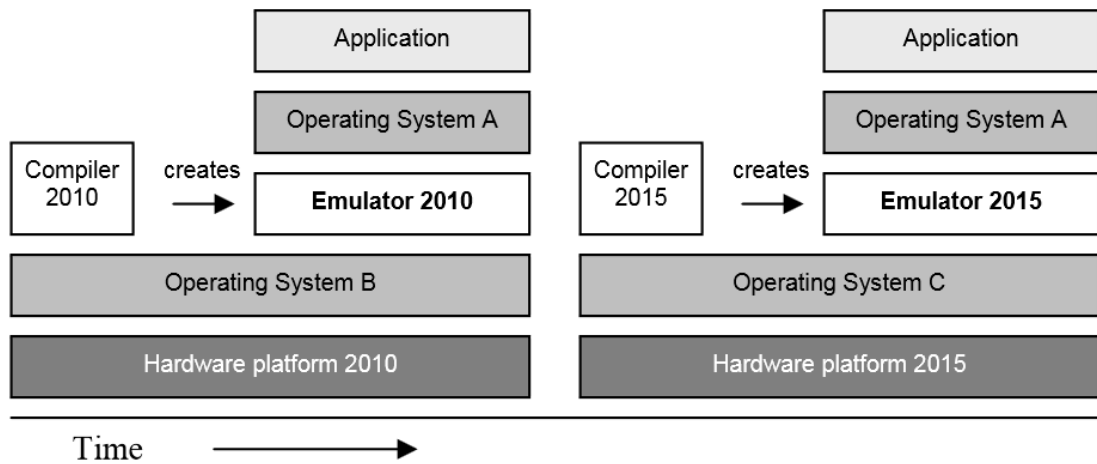 Application
Operating System A
Compiler
2010
creates
Emulator 2010
Operating System B
Hardware platform 2010
Application
Operating System A
Compiler
2015
creates
Emulator 2015
Operating System C
Hardware platform 2015
Time